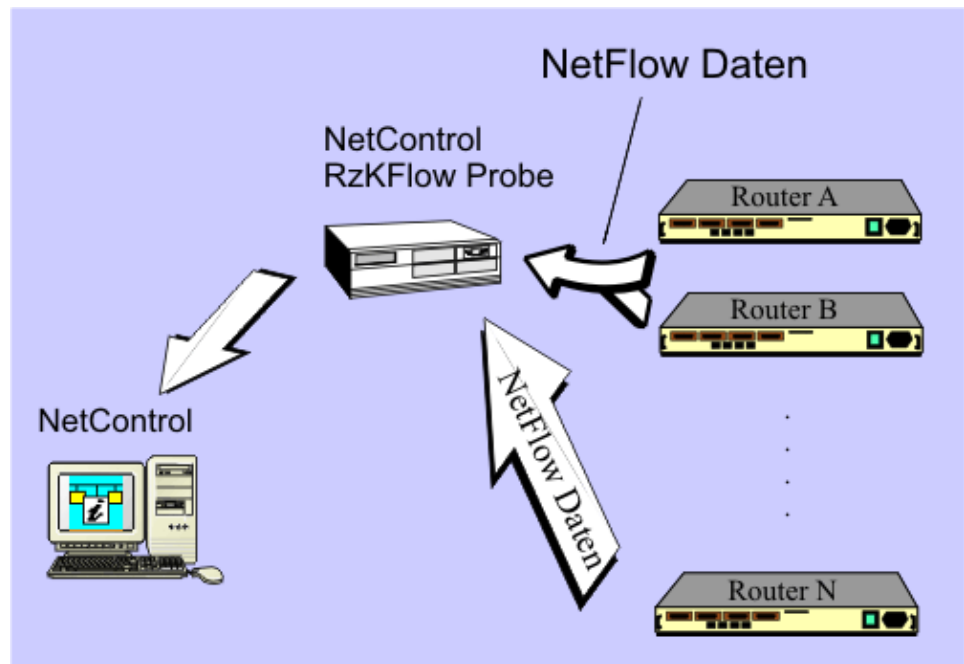 NetFlow Daten
NetControl
RzKFlow Probe
Router A
Router B
NetControl
NetFlow Daten
i
Router N